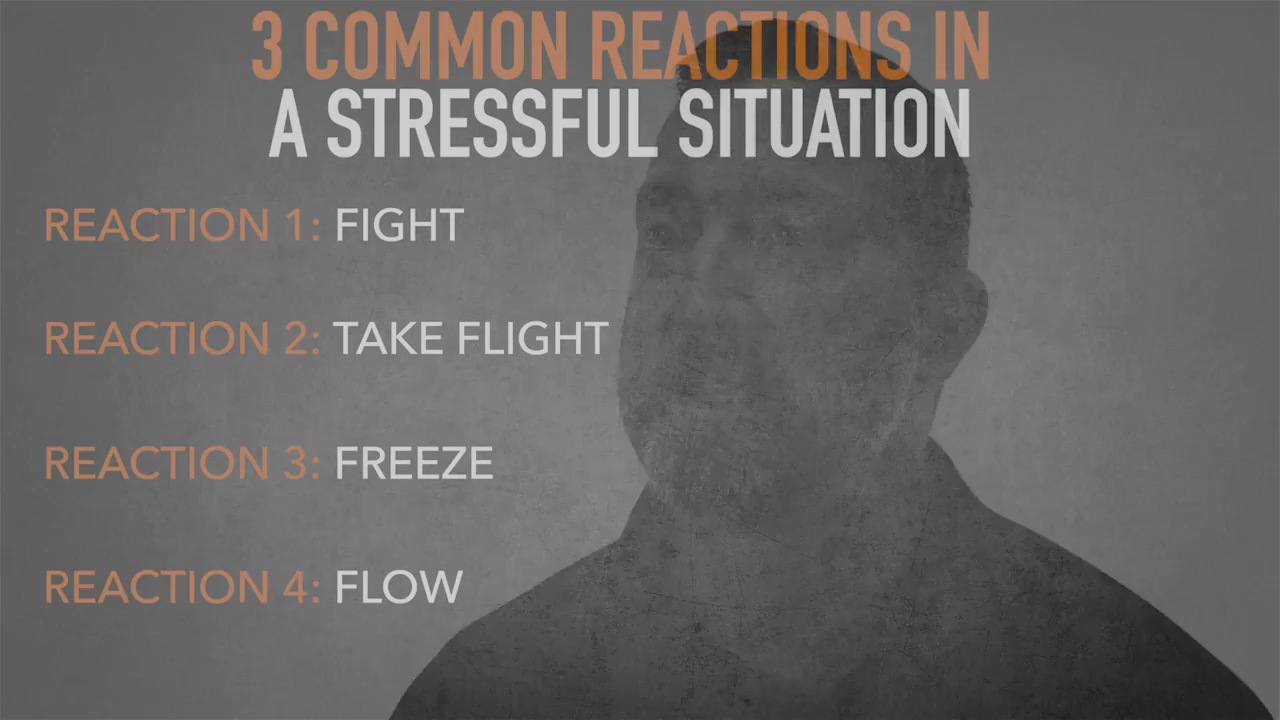 3 COMMON REACTIONS IN
A STRESSFUL SITUATION
REACTION 1: FIGHT
REACTION 2: TAKE FLIGHT
REACTION 3: FREEZE
REACTION 4: FLOW